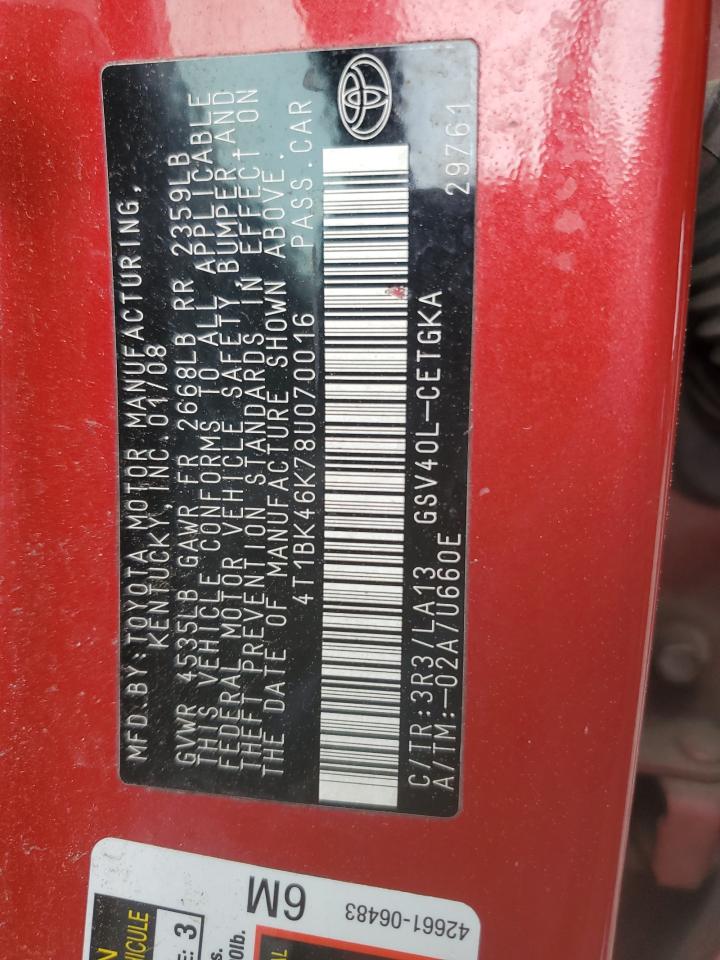 MFD.BY:TOYOTA MOTOR MANUFACTURING,
KENTUCKY, INC. 01/08
GVWR 4535LB GAWR FR 2668LB RR 2359LB
THIS VEHICLE CONFORMS TO ALL APPLICABLE
FEDERAL MOTOR VEHICLE SAFETY BUMPER AND
THEFT PREVENTION STANDARDS IN EFFECT ON
THE DATE OF MANUFACTURE SHOWN ABOVE.
4T1BK46K78U070016 PASS.CAR
C/TR:3R3/LA13 GSV40L-CETGKA 29761
A/TM:-02A/U660E
6M
42661-06483